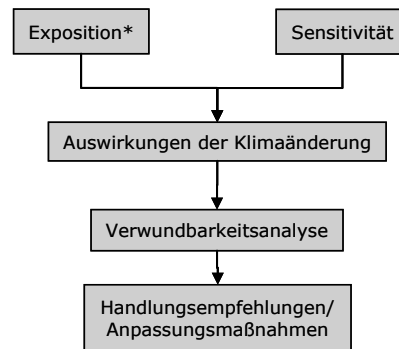 Exposition*
Sensitivität
Auswirkungen der Klimaänderung
Verwundbarkeitsanalyse
Handlungsempfehlungen/
Anpassungsmaßnahmen